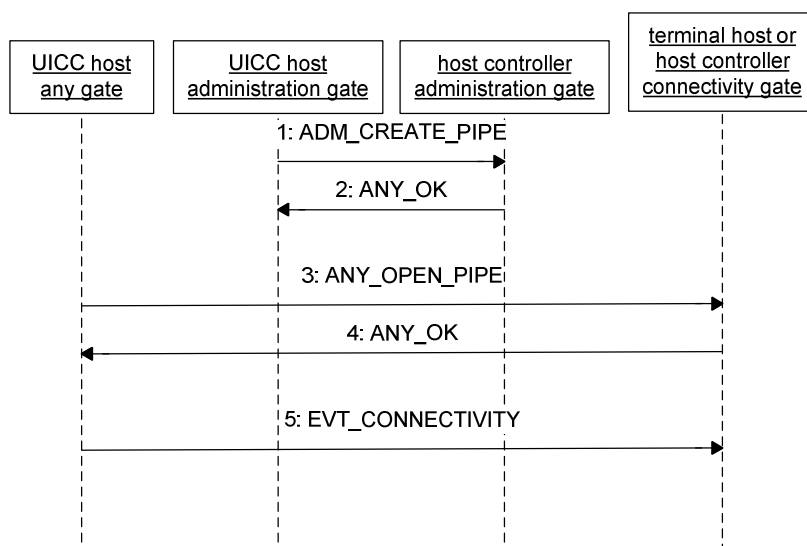 UICC host
any gate
UICC host
administration gate
host controller
administration gate
terminal host or
host controller
connectivity gate
1: ADM_CREATE_PIPE
2: ANY_OK
3: ANY_OPEN_PIPE
4: ANY_OK
5: EVT_CONNECTIVITY